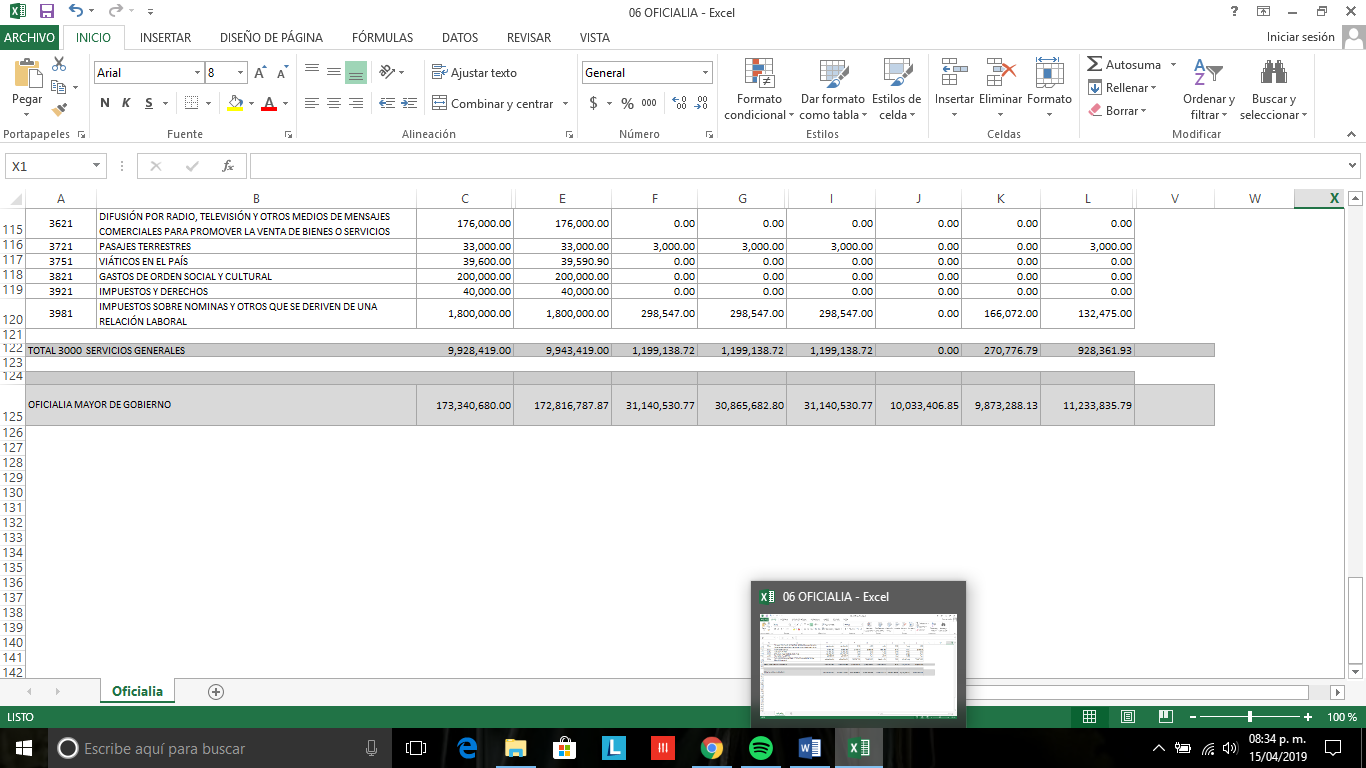 06 OFICIALIA - Excel
ARCHIVO INICIO INSERTAR DISEÑO DE PÁGINA FÓRMULAS DATOS REVISAR VISTA Iniciar sesión
Pegar
Arial 8
N K S
Ajustar texto
Combinar y centrar
General
$ % 000
Formato condicional
Dar formato como tabla
Estilos de celda
Insertar Eliminar Formato
Autosuma
Rellenar
Borrar
Ordenar y filtrar
Buscar y seleccionar
Portapapeles Fuente Alineación Número Estilos Celdas Modificar
X1 fx
A B C E F G I J K L V W X
115 3621 DIFUSIÓN POR RADIO, TELEVISIÓN Y OTROS MEDIOS DE MENSAJES
COMERCIALES PARA PROMOVER LA VENTA DE BIENES O SERVICIOS 176,000.00 176,000.00 0.00 0.00 0.00 0.00 0.00 0.00
116 3721 PASAJES TERRESTRES 33,000.00 33,000.00 3,000.00 3,000.00 3,000.00 0.00 0.00 3,000.00
117 3751 VIÁTICOS EN EL PAÍS 39,600.00 39,590.90 0.00 0.00 0.00 0.00 0.00 0.00
118 3821 GASTOS DE ORDEN SOCIAL Y CULTURAL 200,000.00 200,000.00 0.00 0.00 0.00 0.00 0.00 0.00
119 3921 IMPUESTOS Y DERECHOS 40,000.00 40,000.00 0.00 0.00 0.00 0.00 0.00 0.00
120 3981 IMPUESTOS SOBRE NOMINAS Y OTROS QUE SE DERIVEN DE UNA
RELACIÓN LABORAL 1,800,000.00 1,800,000.00 298,547.00 298,547.00 298,547.00 0.00 166,072.00 132,475.00
121
122 TOTAL 3000 SERVICIOS GENERALES 9,928,419.00 9,943,419.00 1,199,138.72 1,199,138.72 1,199,138.72 0.00 270,776.79 928,361.93
123
124
125 OFICIALIA MAYOR DE GOBIERNO 173,340,680.00 172,816,787.87 31,140,530.77 30,865,682.80 31,140,530.77 10,033,406.85 9,873,288.13 11,233,835.79
126
127
128
129
130
131
132
133
134
135
136
137
138
139
140
141
142
06 OFICIALIA - Excel
Oficialia
LISTO 100 %
Escribe aquí para buscar
08:34 p. m.
15/04/2019